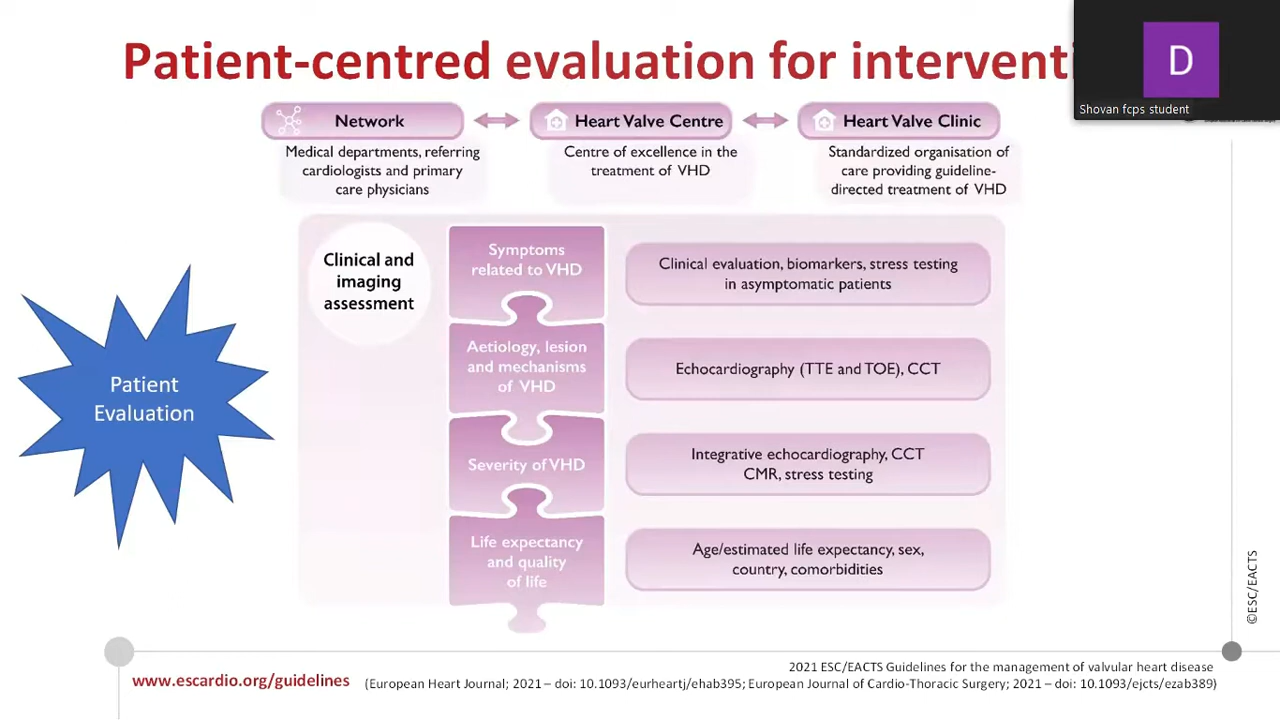 Patient-centred evaluation for interventi
D
Shovan fcps student
Network
Heart Valve Centre
Heart Valve Clinic
Medical departments, referring
cardiologists and primary
care physicians
Centre of excellence in the
treatment of VHD
Standardized organisation of
care providing guideline-
directed treatment of VHD
Clinical and
imaging
assessment
Symptoms
related to VHD
Clinical evaluation, biomarkers, stress testing
in asymptomatic patients
Aetiology, lesion
and mechanisms
of VHD
Echocardiography (TTE and TOE), CCT
Patient
Evaluation
Severity of VHD
Integrative echocardiography, CCT
CMR, stress testing
Life expectancy
and quality
of life
Age/estimated life expectancy, sex,
country, comorbidities
©ESC/EACTS
www.escardio.org/guidelines
2021 ESC/EACTS Guidelines for the management of valvular heart disease
(European Heart Journal; 2021 – doi: 10.1093/eurheartj/ehab395; European Journal of Cardio-Thoracic Surgery; 2021 – doi: 10.1093/ejcts/ezab389)